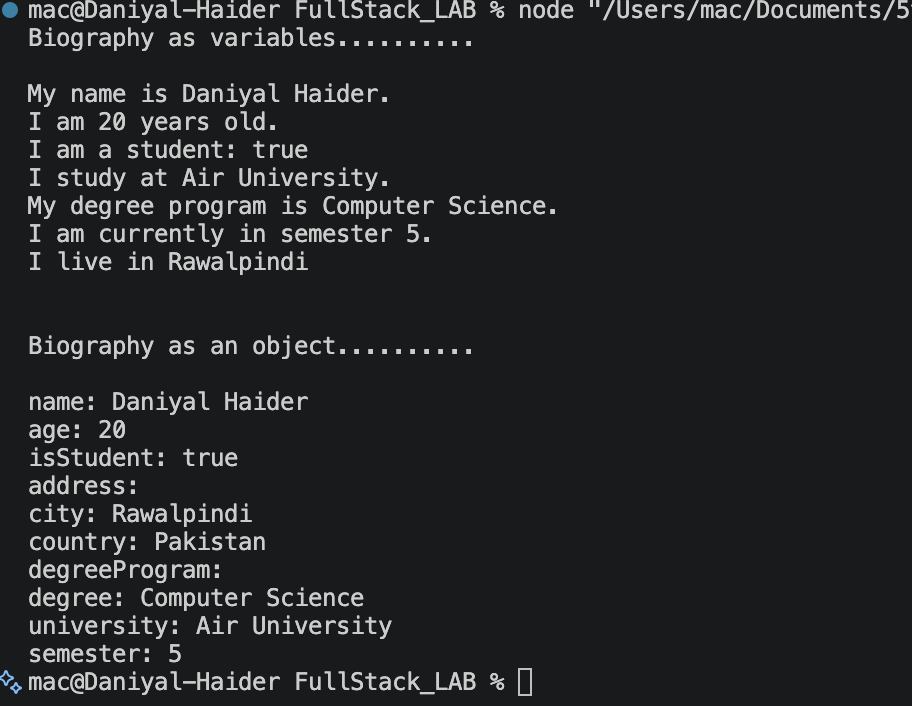 mac@Daniyal-Haider FullStack_LAB % node "/Users/mac/Documents/5
Biography as variables..........
My name is Daniyal Haider.
I am 20 years old.
I am a student: true
I study at Air University.
My degree program is Computer Science.
I am currently in semester 5.
I live in Rawalpindi
Biography as an object..........
name: Daniyal Haider
age: 20
isStudent: true
address:
city: Rawalpindi
country: Pakistan
degreeProgram:
degree: Computer Science
university: Air University
semester: 5
mac@Daniyal-Haider FullStack_LAB %